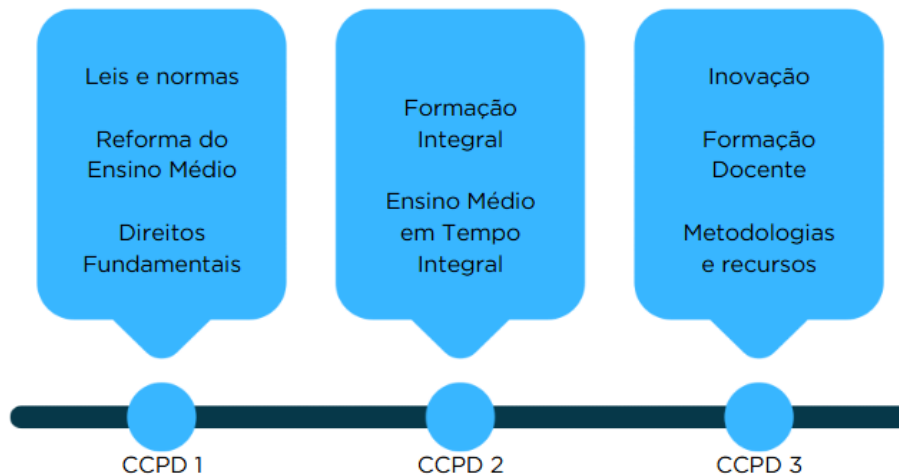 Leis e normas
Reforma do
Ensino Médio
Direitos
Fundamentais
CCPD 1
Formação
Integral
Ensino Médio
em Tempo
Integral
CCPD 2
Inovação
Formação
Docente
Metodologias
e recursos
CCPD 3